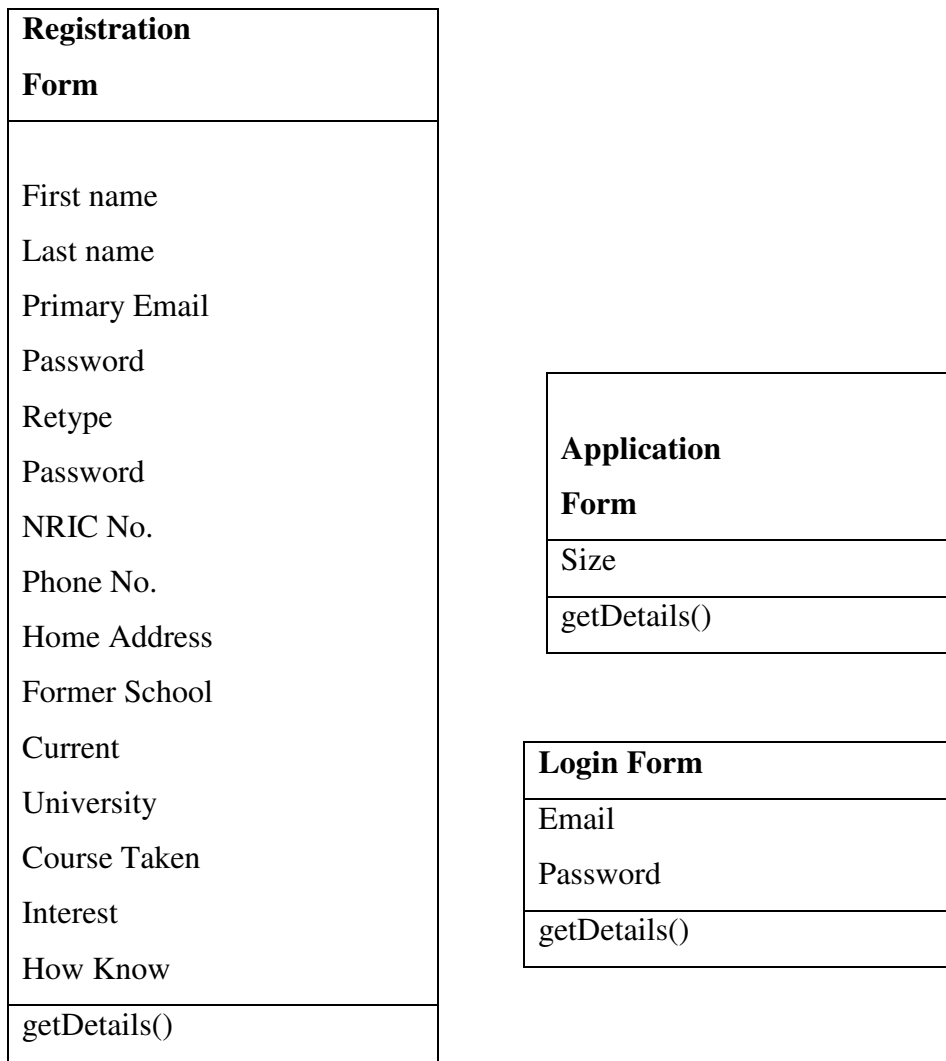 Registration
Form
First name
Last name
Primary Email
Password
Retype
Password
NRIC No.
Phone No.
Home Address
Former School
Current
University
Course Taken
Interest
How Know
getDetails()
Application
Form
Size
getDetails()
Login Form
Email
Password
getDetails()